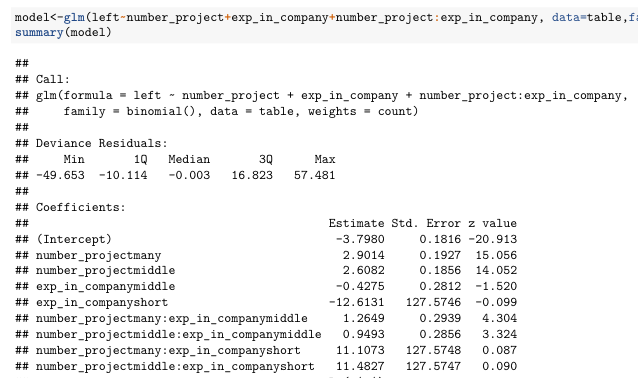 model<-glm(left~number_project+exp_in_company+number_project:exp_in_company, data=table,fa
summary(model)
##
## Call:
## glm(formula = left ~ number_project + exp_in_company + number_project:exp_in_company,
##     family = binomial(), data = table, weights = count)
##
## Deviance Residuals:
##     Min       1Q   Median       3Q      Max
## -49.653  -10.114   -0.003   16.823   57.481
##
## Coefficients:
##                                       Estimate Std. Error z value
## (Intercept)                            -3.7980     0.1816 -20.913
## number_projectmany                      2.9014     0.1927  15.056
## number_projectmiddle                    2.6082     0.1856  14.052
## exp_in_companymiddle                   -0.4275     0.2812  -1.520
## exp_in_companyshort                   -12.6131   127.5746  -0.099
## number_projectmany:exp_in_companymiddle   1.2649     0.2939   4.304
## number_projectmiddle:exp_in_companymiddle 0.9493     0.2856   3.324
## number_projectmany:exp_in_companyshort   11.1073   127.5748   0.087
## number_projectmiddle:exp_in_companyshort 11.4827   127.5747   0.090